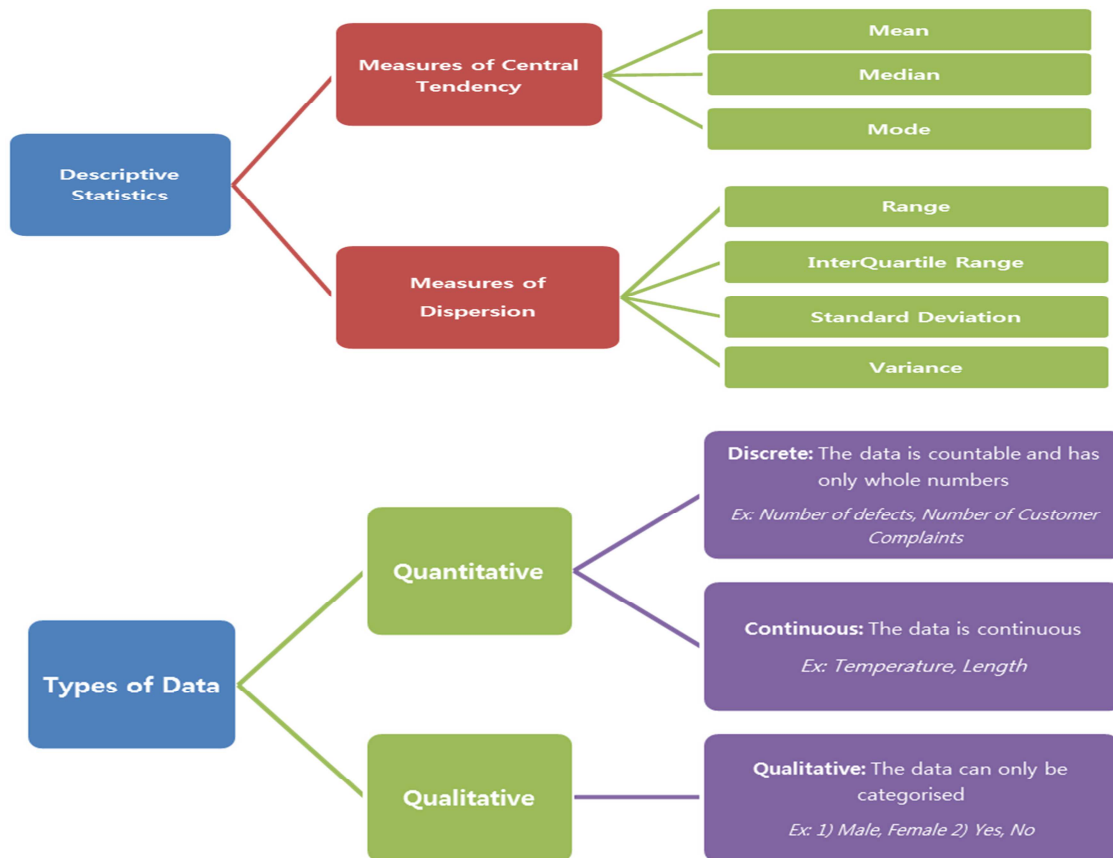 Descriptive
Statistics
Measures of Central
Tendency
Mean
Median
Mode
Measures of
Dispersion
Range
InterQuartile Range
Standard Deviation
Variance
Types of Data
Quantitative
Discrete: The data is countable and has
only whole numbers
Ex: Number of defects, Number of Customer
Complaints
Continuous: The data is continuous
Ex: Temperature, Length
Qualitative
Qualitative: The data can only be
categorised
Ex: 1) Male, Female 2) Yes, No